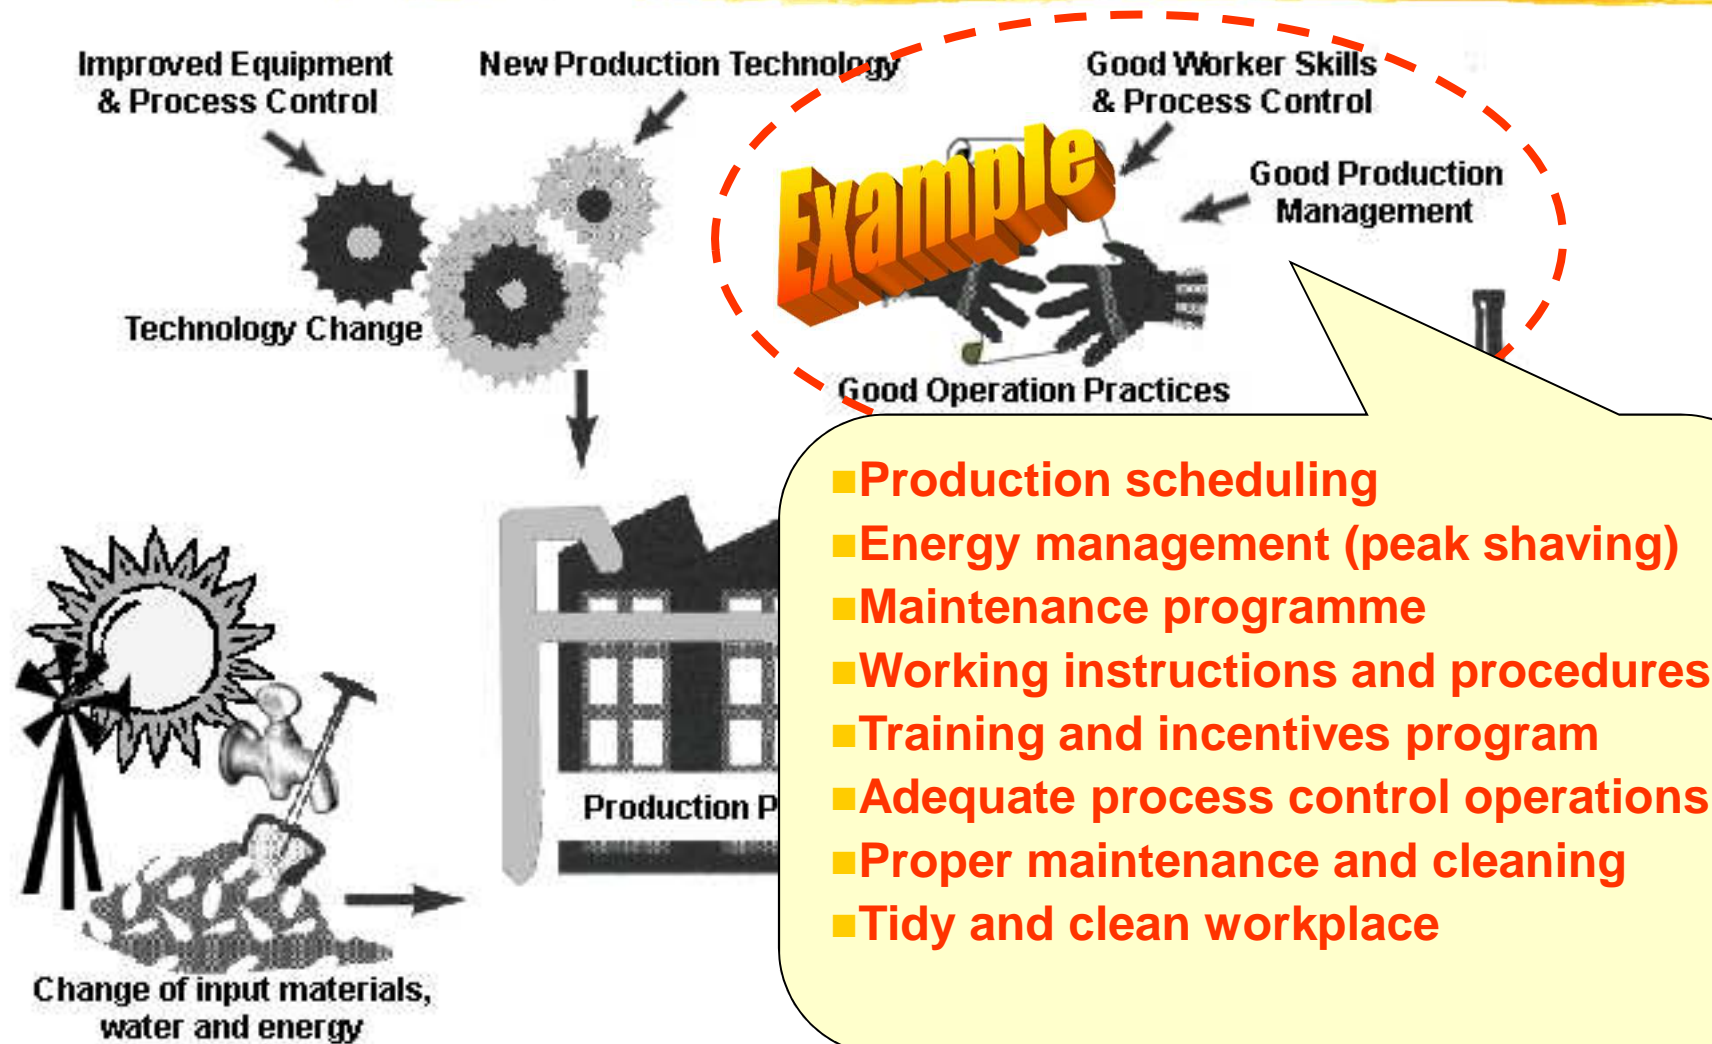 Improved Equipment
& Process Control
New Production Technology
Good Worker Skills
& Process Control
Example
Good Production
Management
Technology Change
Good Operation Practices
Production scheduling
Energy management (peak shaving)
Maintenance programme
Working instructions and procedures
Training and incentives program
Adequate process control operations
Proper maintenance and cleaning
Tidy and clean workplace
Production
Change of input materials,
water and energy